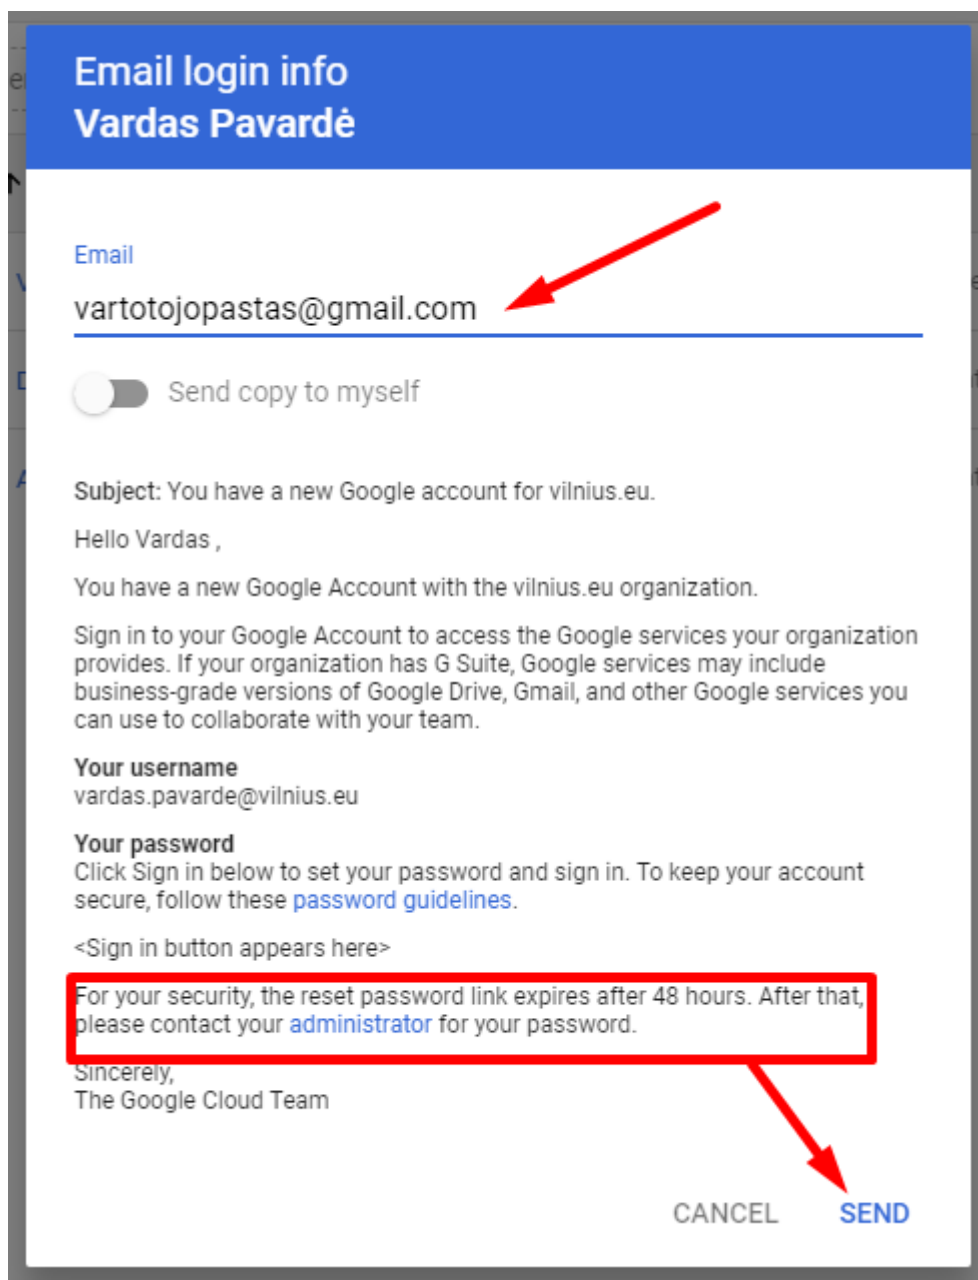 Email login info
Vardas Pavardė
Email
vartotojopastas@gmail.com
Send copy to myself
Subject: You have a new Google account for vilnius.eu.
Hello Vardas ,
You have a new Google Account with the vilnius.eu organization.
Sign in to your Google Account to access the Google services your organization
provides. If your organization has G Suite, Google services may include
business-grade versions of Google Drive, Gmail, and other Google services you
can use to collaborate with your team.
Your username
vardas.pavarde@vilnius.eu
Your password
Click Sign in below to set your password and sign in. To keep your account
secure, follow these password guidelines.
<Sign in button appears here>
For your security, the reset password link expires after 48 hours. After that,
please contact your administrator for your password.
Sincerely,
The Google Cloud Team
CANCEL SEND